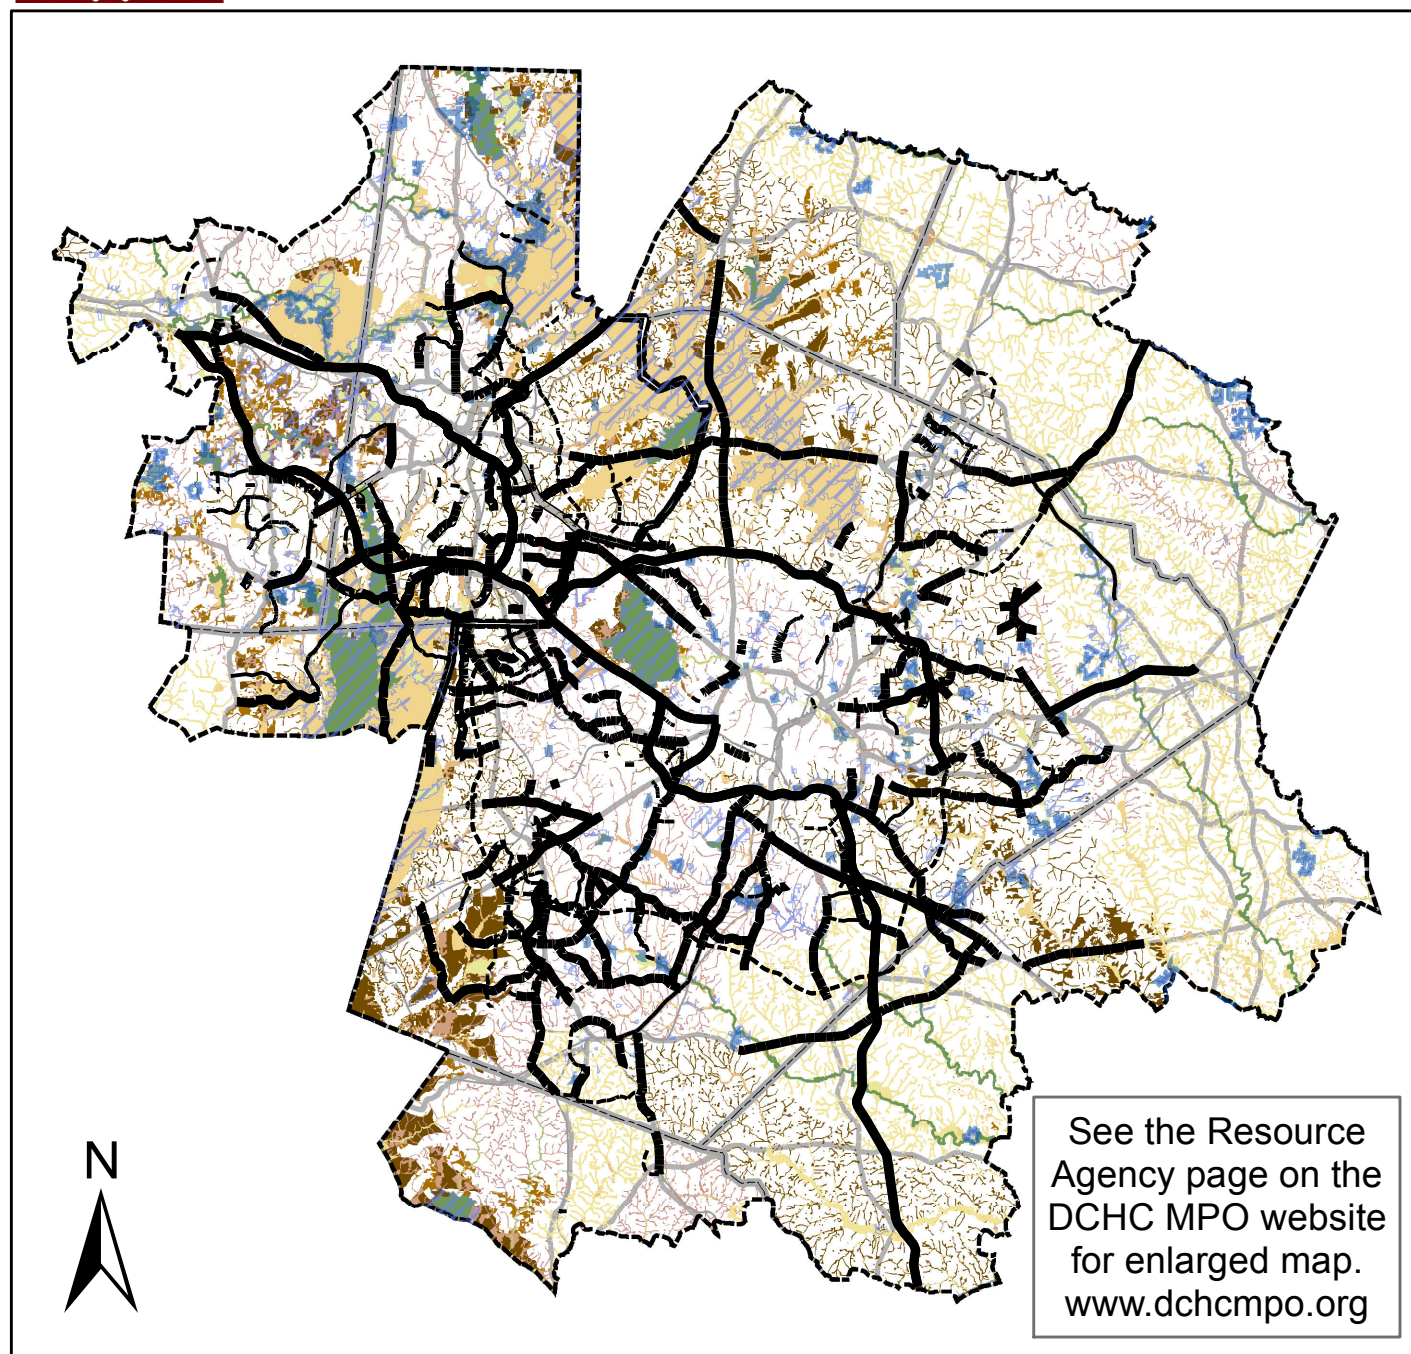 N
See the Resource
Agency page on the
DCHC MPO website
for enlarged map.
www.dchcmpo.org